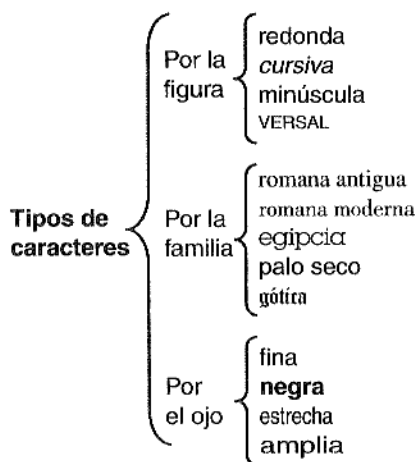 Tipos de
caracteres
Por la
figura
redonda
cursiva
minúscula
VERSAL
Por la
familia
romana antigua
romana moderna
egipcia
palo seco
gótica
Por
el ojo
fina
negra
estrecha
amplia